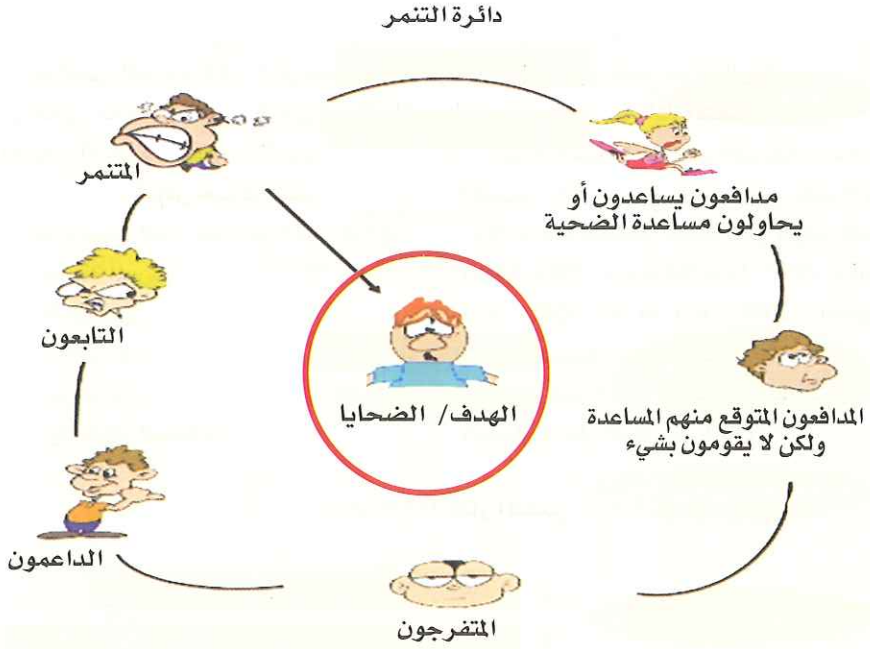 دائرة التنمر
المتنمر
مدافعون يساعدون أو
يحاولون مساعدة الضحية
التابعون
الهدف/ الضحايا
المدافعون المتوقع منهم المساعدة
ولكن لا يقومون بشيء
الداعمون
المتفرجون